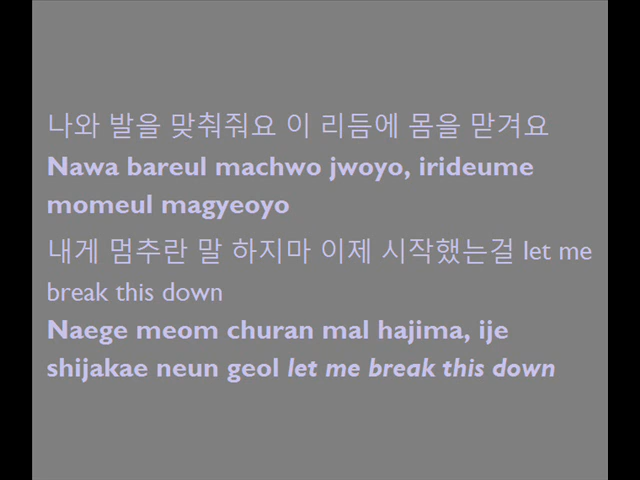 나와 발을 맞춰줘요 이 리듬에 몸을 맡겨요
Nawa bareul machwo jwoyo, irideume
momeul magyeoyo
내게 멈추란 말 하지마 이제 시작했는걸 let me
break this down
Naege meom churan mal hajima, ije
shijakae neun geol let me break this down